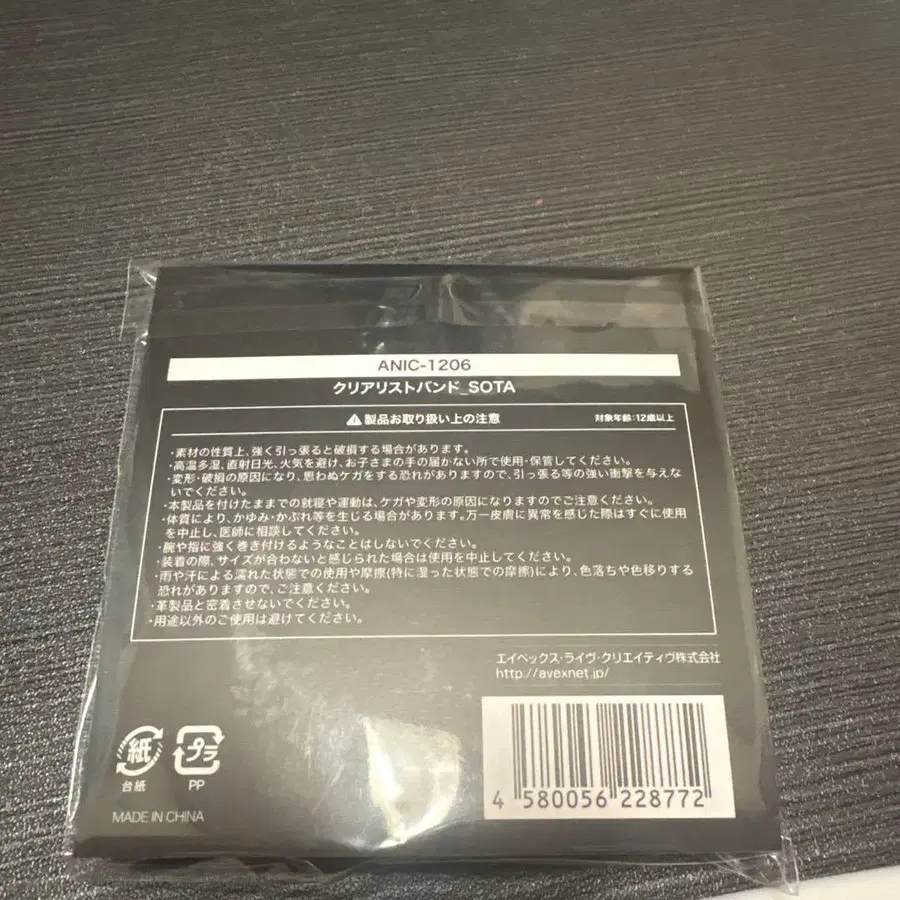 ANIC-1206
クリアリストバンド_SOTA
⚠製品お取り扱い上の注意 対象年齢:12歳以上
・素材の性質上、強く引っ張ると破損する場合があります。
・高温多湿、直射日光、火気を避け、お子さまの手の届かない所で使用・保管してください。
・変形・破損の原因になり、思わぬケガをする恐れがありますので、引っ張る等の強い衝撃を与えな
いでください。
・本製品を付けたままでの就寝や運動は、ケガや変形の原因になりますのでご注意ください。
・体質により、かゆみ・かぶれ等を生じる場合があります。万一皮膚に異常を感じた際はすぐに使用
を中止し、医師に相談してください。
・腕や指に強く巻き付けるようなことはしないでください。
・装着の際、サイズが合わないと感じられた場合は使用を中止してください。
・雨や汗による濡れた状態での使用や摩擦(特に湿った状態での摩擦)により、色落ちや色移りする
恐れがありますので、ご注意ください。
・革製品と密着させないでください。
・用途以外のご使用は避けてください。
エイベックス・ライヴ・クリエイティヴ株式会社
http://avexnet.jp/
紙 プラ
台紙 PP
MADE IN CHINA
4 580056 228772